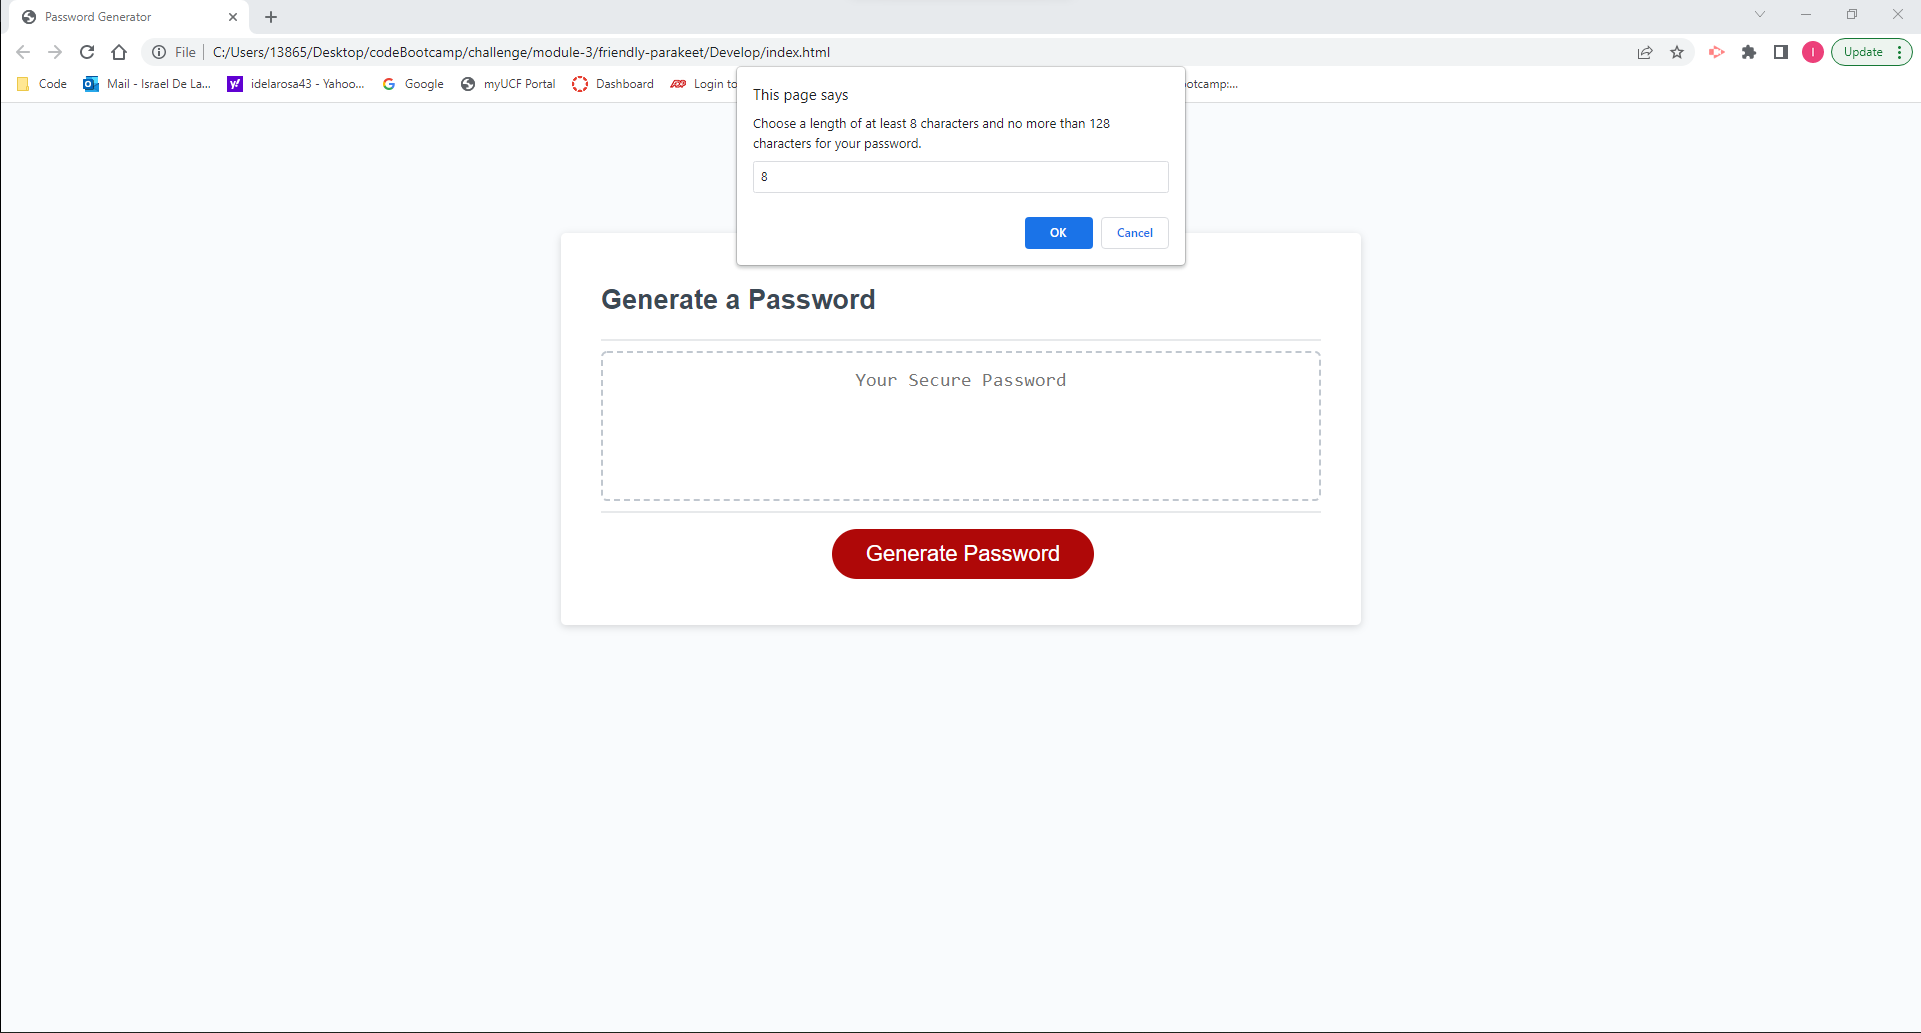 Password Generator
File C:/Users/13865/Desktop/codeBootcamp/challenge/module-3/friendly-parakeet/Develop/index.html
I Update
Code Mail - Israel De La... idelarosa43 - Yahoo... Google myUCF Portal Dashboard Login to ootcamp:...
This page says
Choose a length of at least 8 characters and no more than 128
characters for your password.
8
OK Cancel
Generate a Password
Your Secure Password
Generate Password